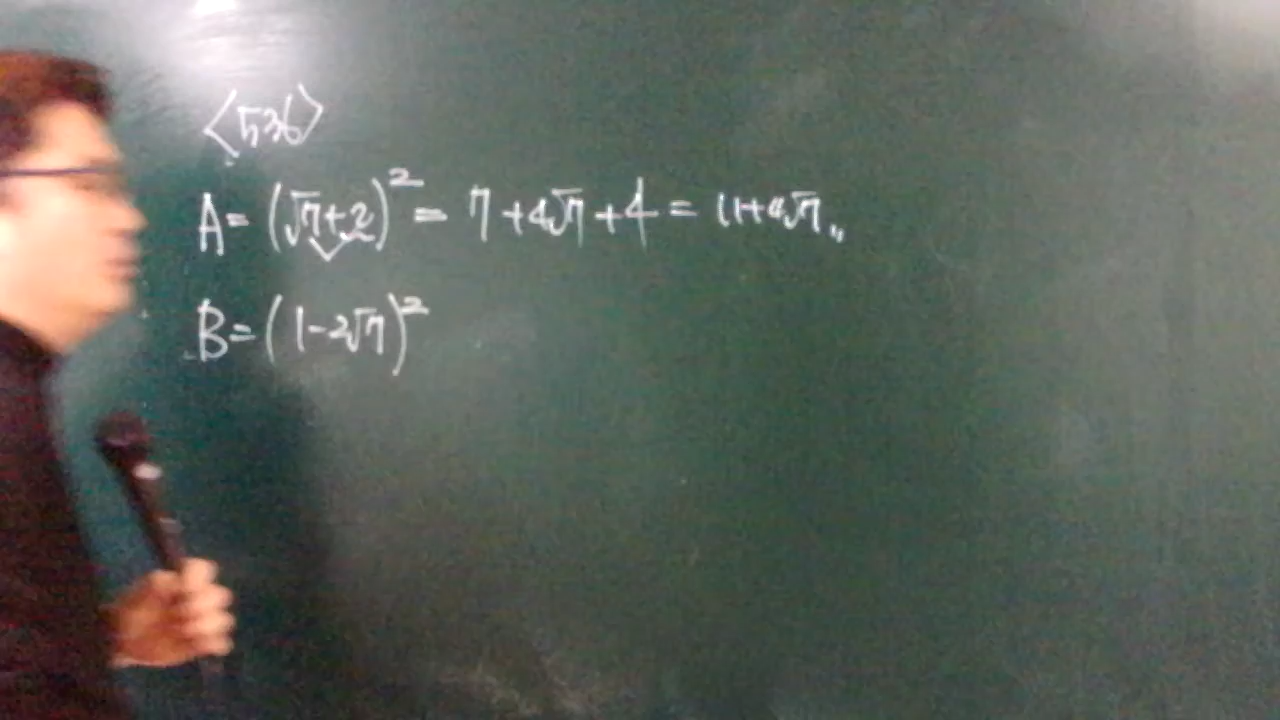 <536>
A = (√7+2)² = 7+4√7+4 = 11+4√7 〃
B = (1-2√7)²